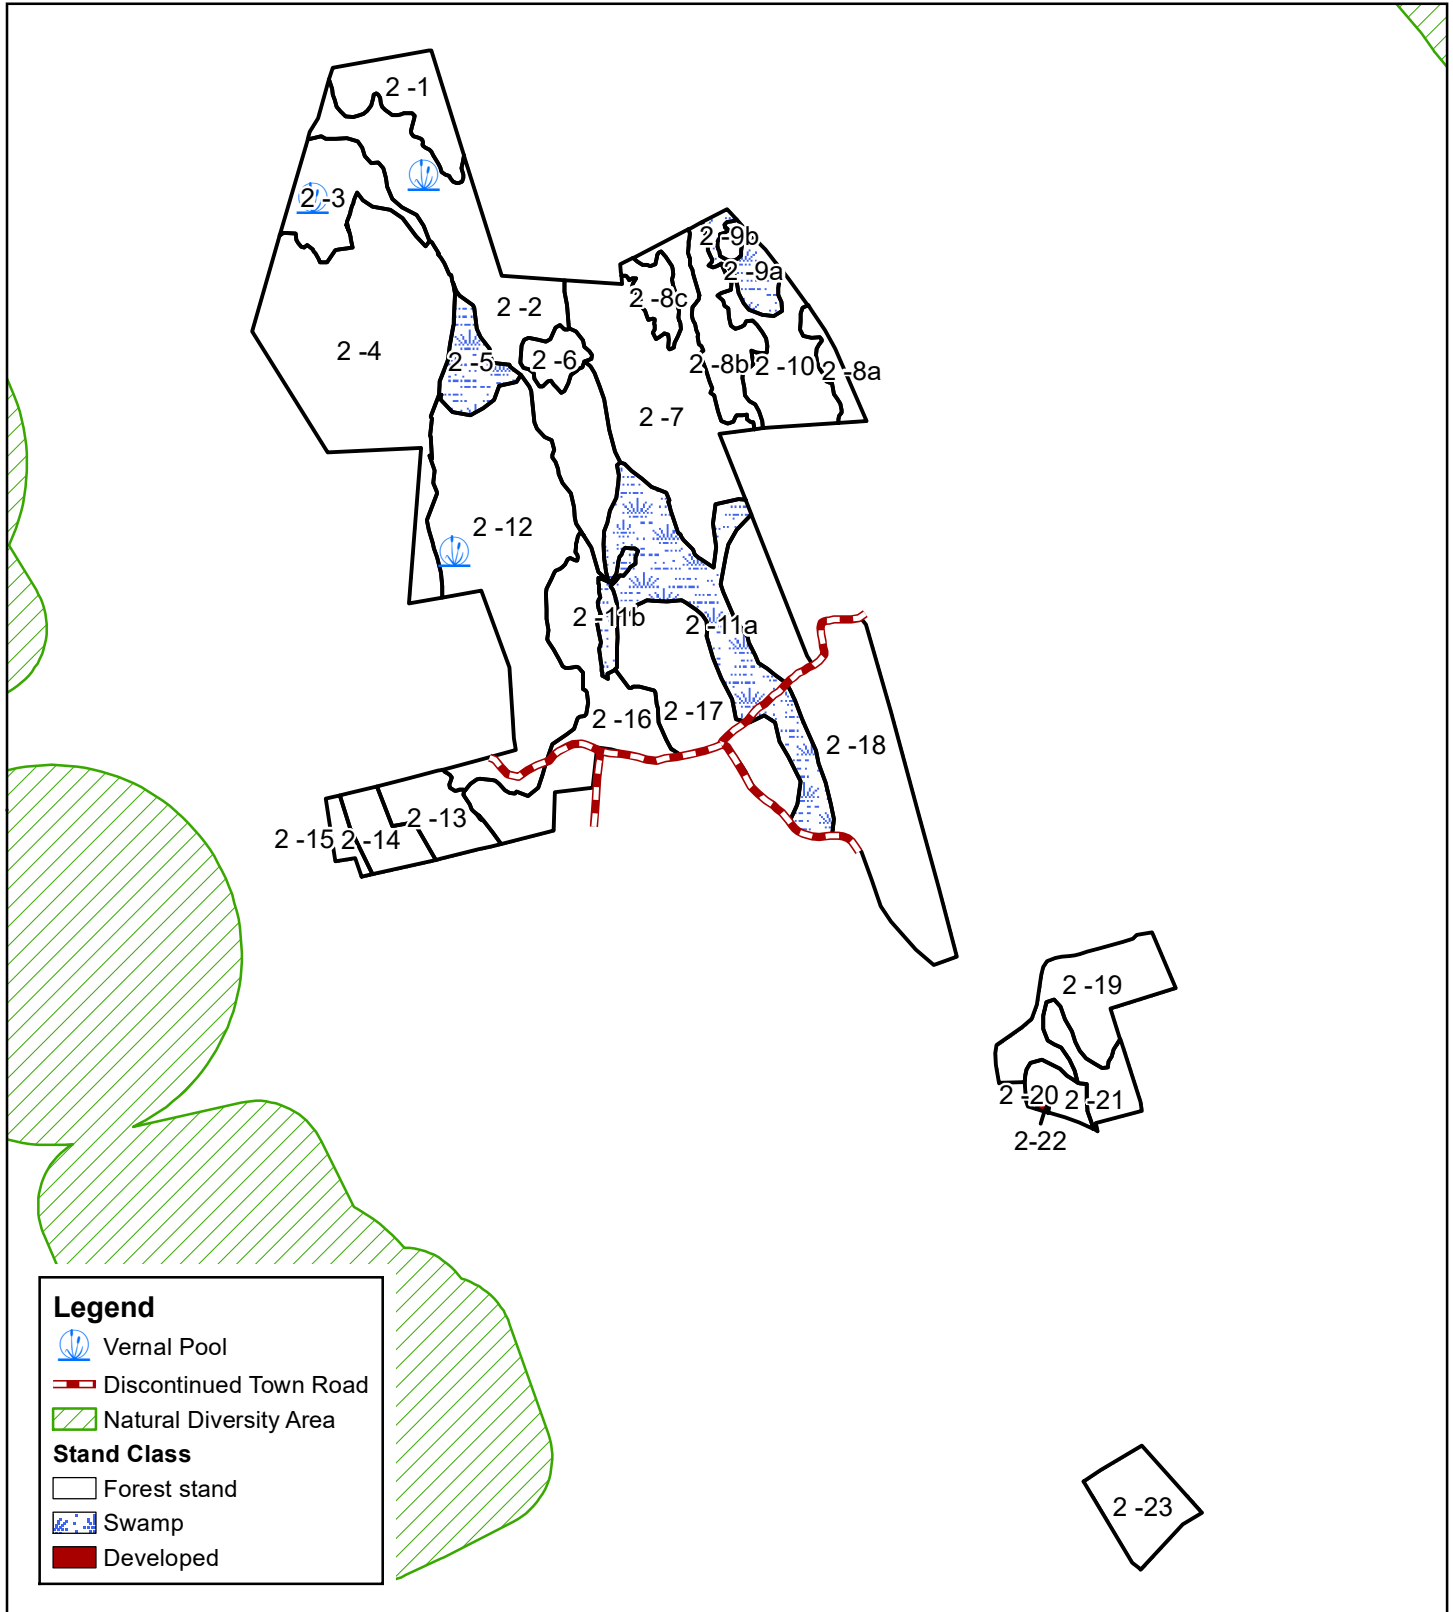 2 -1
2 -3
2 -9b
2 -9a
2 -8c
2 -2
2 -4
2 -5
2 -6
2 -8b
2 -10
2 -8a
2 -7
2 -12
2 -11b
2 -11a
2 -16
2 -17
2 -18
2 -13
2 -15
2 -14
2 -19
2 -20
2 -21
2-22
Legend
Vernal Pool
Discontinued Town Road
Natural Diversity Area
Stand Class
Forest stand
Swamp
Developed
2 -23